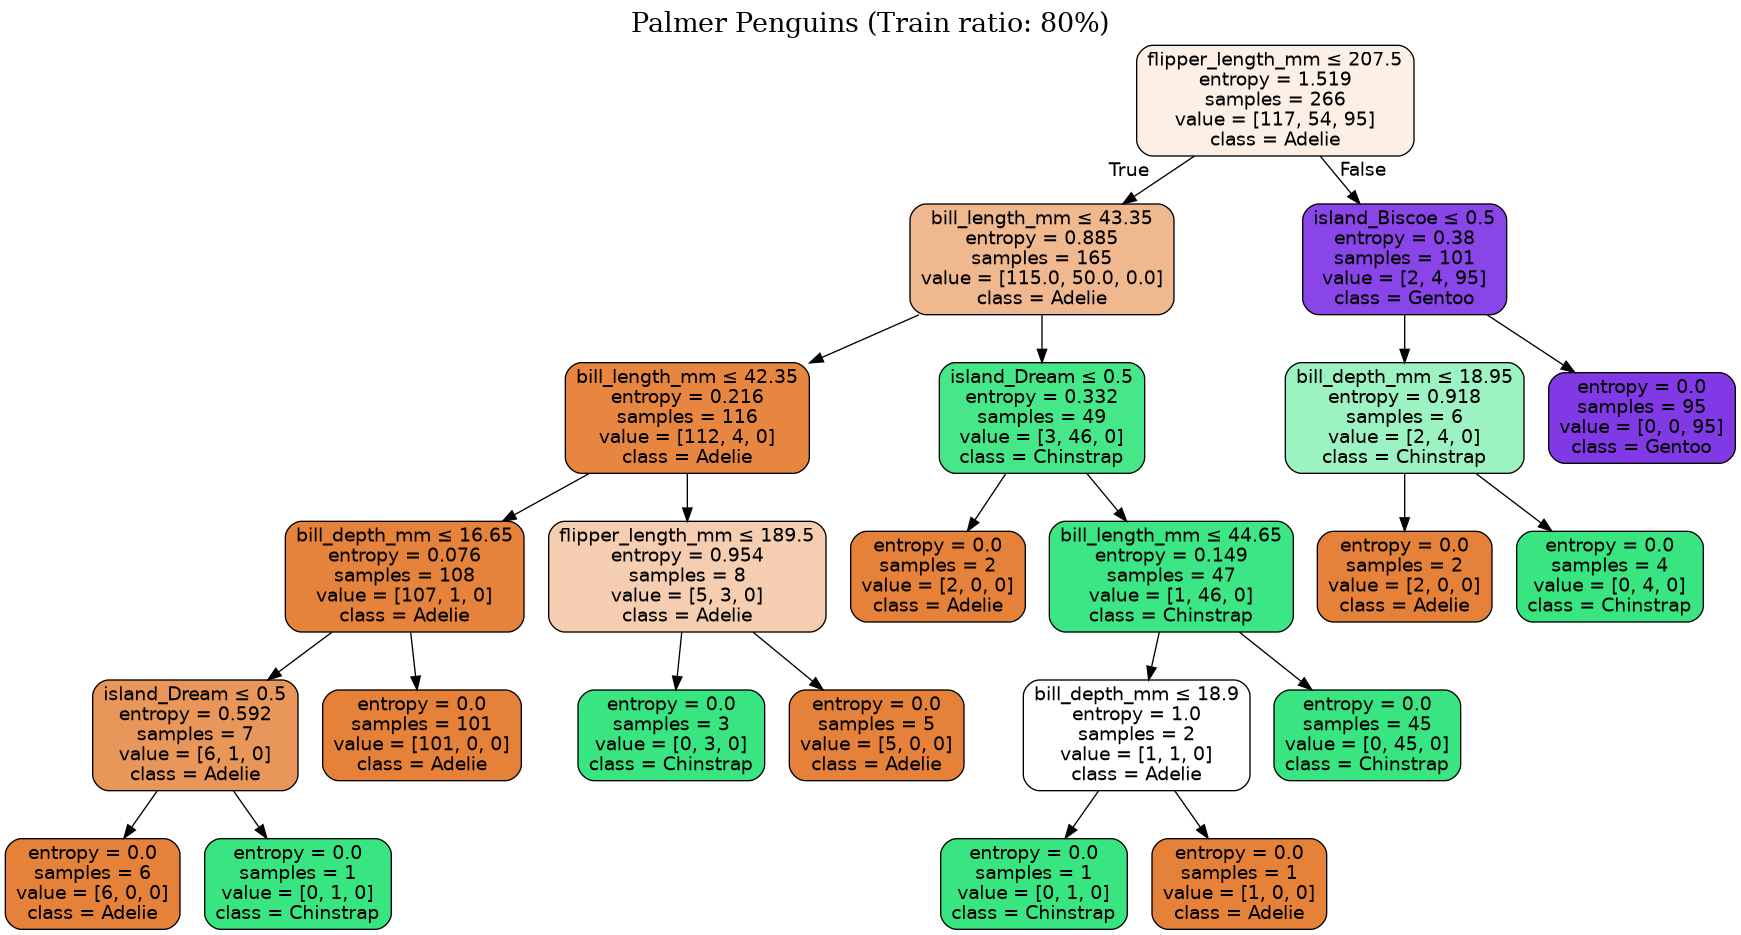 Palmer Penguins (Train ratio: 80%)
flipper_length_mm ≤ 207.5
entropy = 1.519
samples = 266
value = [117, 54, 95]
class = Adelie
True
False
bill_length_mm ≤ 43.35
entropy = 0.885
samples = 165
value = [115.0, 50.0, 0.0]
class = Adelie
island_Biscoe ≤ 0.5
entropy = 0.38
samples = 101
value = [2, 4, 95]
class = Gentoo
bill_length_mm ≤ 42.35
entropy = 0.216
samples = 116
value = [112, 4, 0]
class = Adelie
island_Dream ≤ 0.5
entropy = 0.332
samples = 49
value = [3, 46, 0]
class = Chinstrap
bill_depth_mm ≤ 18.95
entropy = 0.918
samples = 6
value = [2, 4, 0]
class = Chinstrap
entropy = 0.0
samples = 95
value = [0, 0, 95]
class = Gentoo
bill_depth_mm ≤ 16.65
entropy = 0.076
samples = 108
value = [107, 1, 0]
class = Adelie
flipper_length_mm ≤ 189.5
entropy = 0.954
samples = 8
value = [5, 3, 0]
class = Adelie
entropy = 0.0
samples = 2
value = [2, 0, 0]
class = Adelie
bill_length_mm ≤ 44.65
entropy = 0.149
samples = 47
value = [1, 46, 0]
class = Chinstrap
entropy = 0.0
samples = 2
value = [2, 0, 0]
class = Adelie
entropy = 0.0
samples = 4
value = [0, 4, 0]
class = Chinstrap
island_Dream ≤ 0.5
entropy = 0.592
samples = 7
value = [6, 1, 0]
class = Adelie
entropy = 0.0
samples = 101
value = [101, 0, 0]
class = Adelie
entropy = 0.0
samples = 3
value = [0, 3, 0]
class = Chinstrap
entropy = 0.0
samples = 5
value = [5, 0, 0]
class = Adelie
bill_depth_mm ≤ 18.9
entropy = 1.0
samples = 2
value = [1, 1, 0]
class = Adelie
entropy = 0.0
samples = 45
value = [0, 45, 0]
class = Chinstrap
entropy = 0.0
samples = 6
value = [6, 0, 0]
class = Adelie
entropy = 0.0
samples = 1
value = [0, 1, 0]
class = Chinstrap
entropy = 0.0
samples = 1
value = [0, 1, 0]
class = Chinstrap
entropy = 0.0
samples = 1
value = [1, 0, 0]
class = Adelie